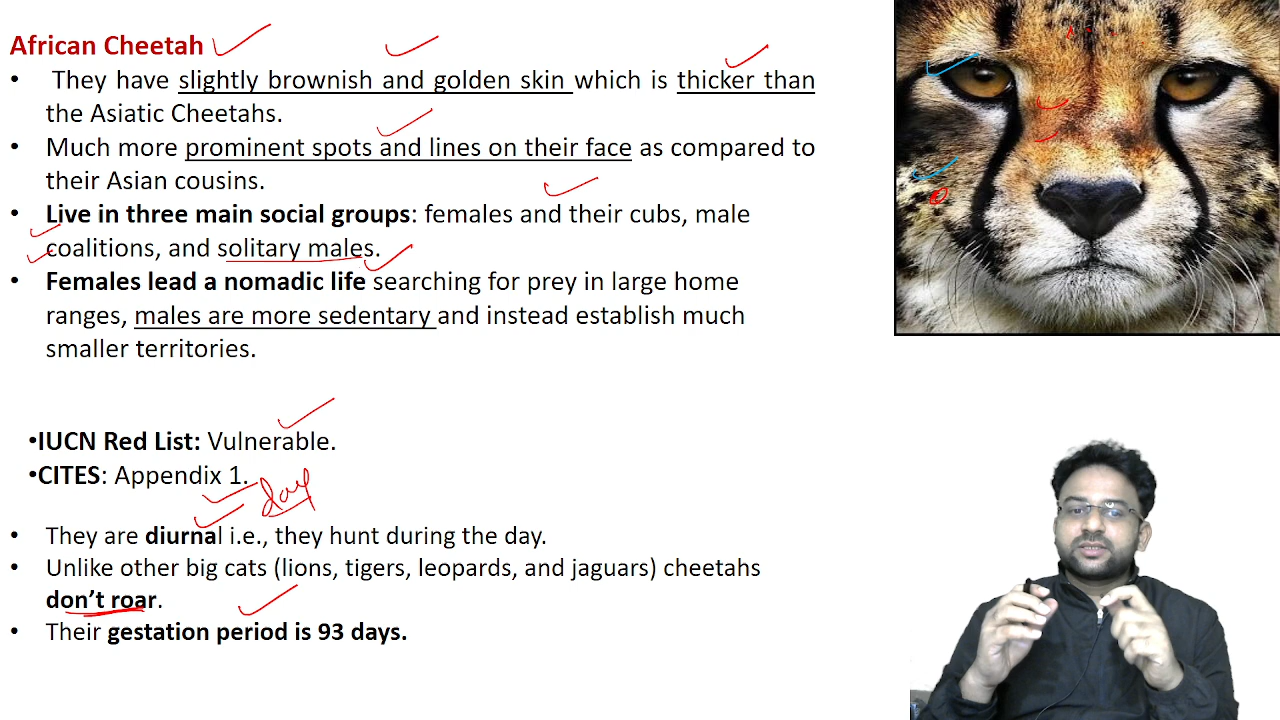 African Cheetah
• They have slightly brownish and golden skin which is thicker than
the Asiatic Cheetahs.
• Much more prominent spots and lines on their face as compared to
their Asian cousins.
• Live in three main social groups: females and their cubs, male
coalitions, and solitary males.
• Females lead a nomadic life searching for prey in large home
ranges, males are more sedentary and instead establish much
smaller territories.
•IUCN Red List: Vulnerable.
•CITES: Appendix 1.
day
• They are diurnal i.e., they hunt during the day.
• Unlike other big cats (lions, tigers, leopards, and jaguars) cheetahs
don’t roar.
• Their gestation period is 93 days.